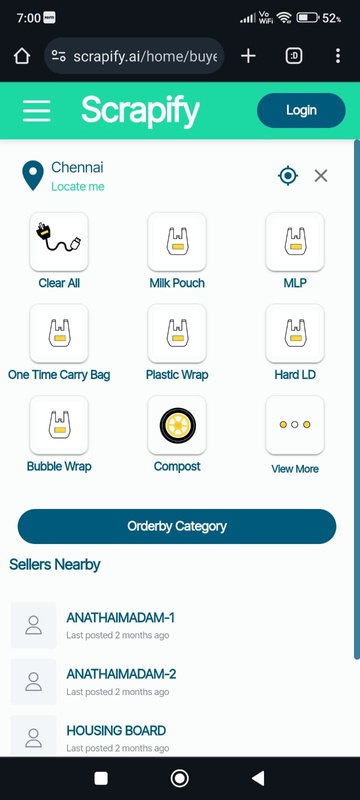 7:00
Vo
WiFi
52%
scrapify.ai/home/buye
:D
Scrapify
Login
Chennai
Locate me
Clear All
Milk Pouch
MLP
One Time Carry Bag
Plastic Wrap
Hard LD
Bubble Wrap
Compost
View More
Orderby Category
Sellers Nearby
ANATHAIMADAM-1
Last posted 2 months ago
ANATHAIMADAM-2
Last posted 2 months ago
HOUSING BOARD
Last posted 2 months ago